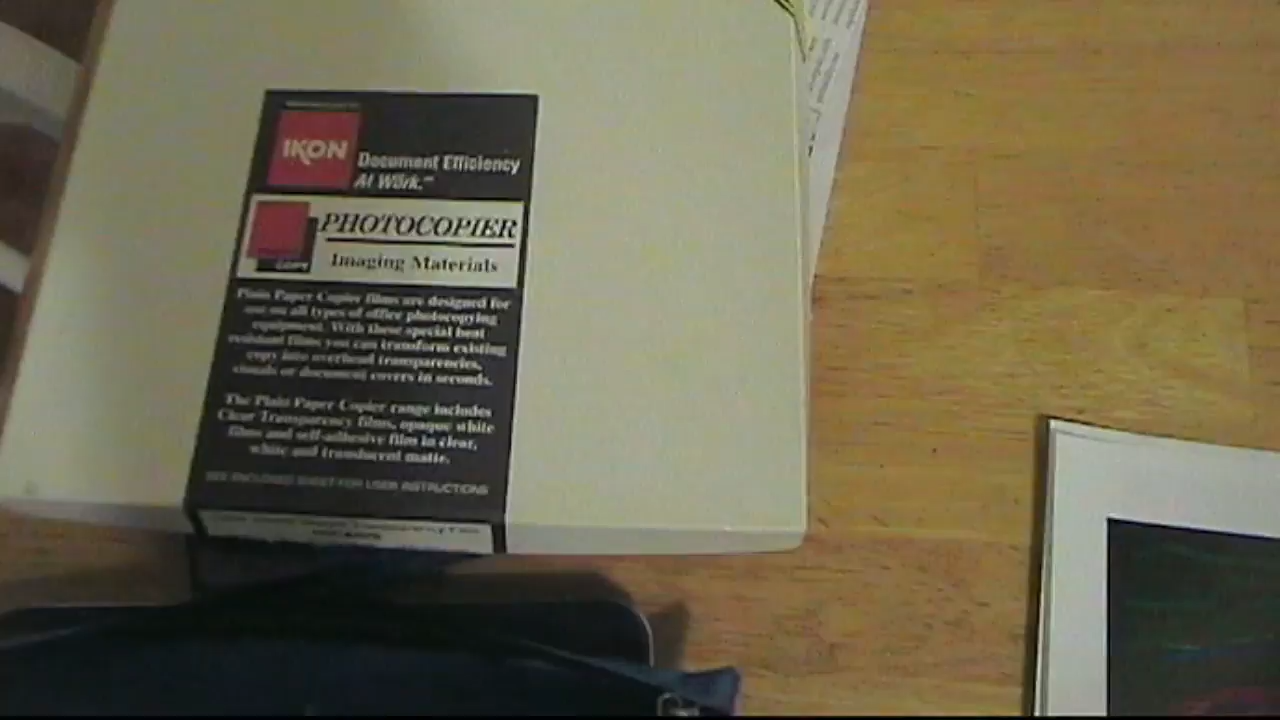 IKON
Document Efficiency
At Work.™
PHOTOCOPIER
COPY
Imaging Materials
Plain Paper Copier films are designed for
use on all types of office photocopying
equipment. With these special heat
resistant films you can transform existing
copy into overhead transparencies,
visuals or document covers in seconds.
The Plain Paper Copier range includes
Clear Transparency films, opaque white
films and self-adhesive film in clear,
white and translucent matte.
SEE ENCLOSED SHEET FOR USER INSTRUCTIONS